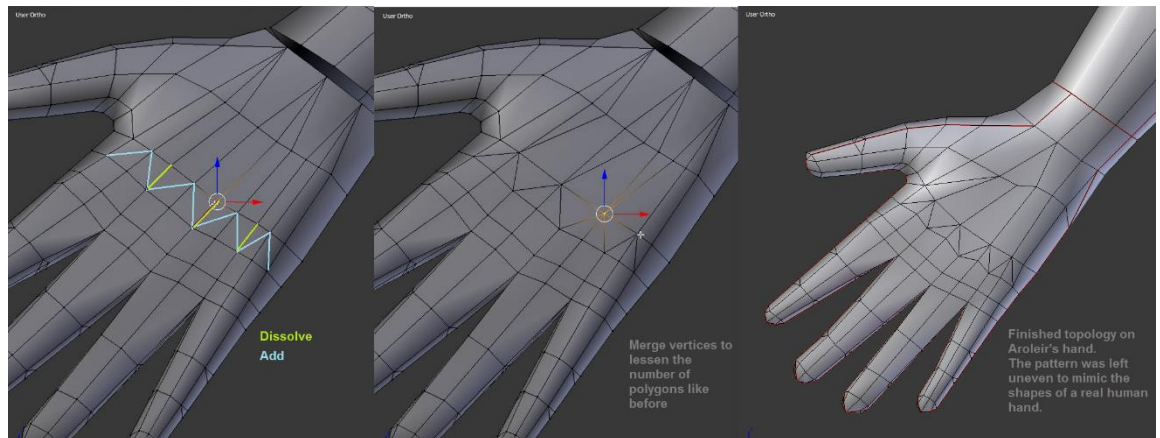 User Ortho
Dissolve
Add
User Ortho
Merge vertices to
lessen the
number of
polygons like
before
User Ortho
Finished topology on
Aroleir's hand.
The pattern was left
uneven to mimic the
shapes of a real human
hand.